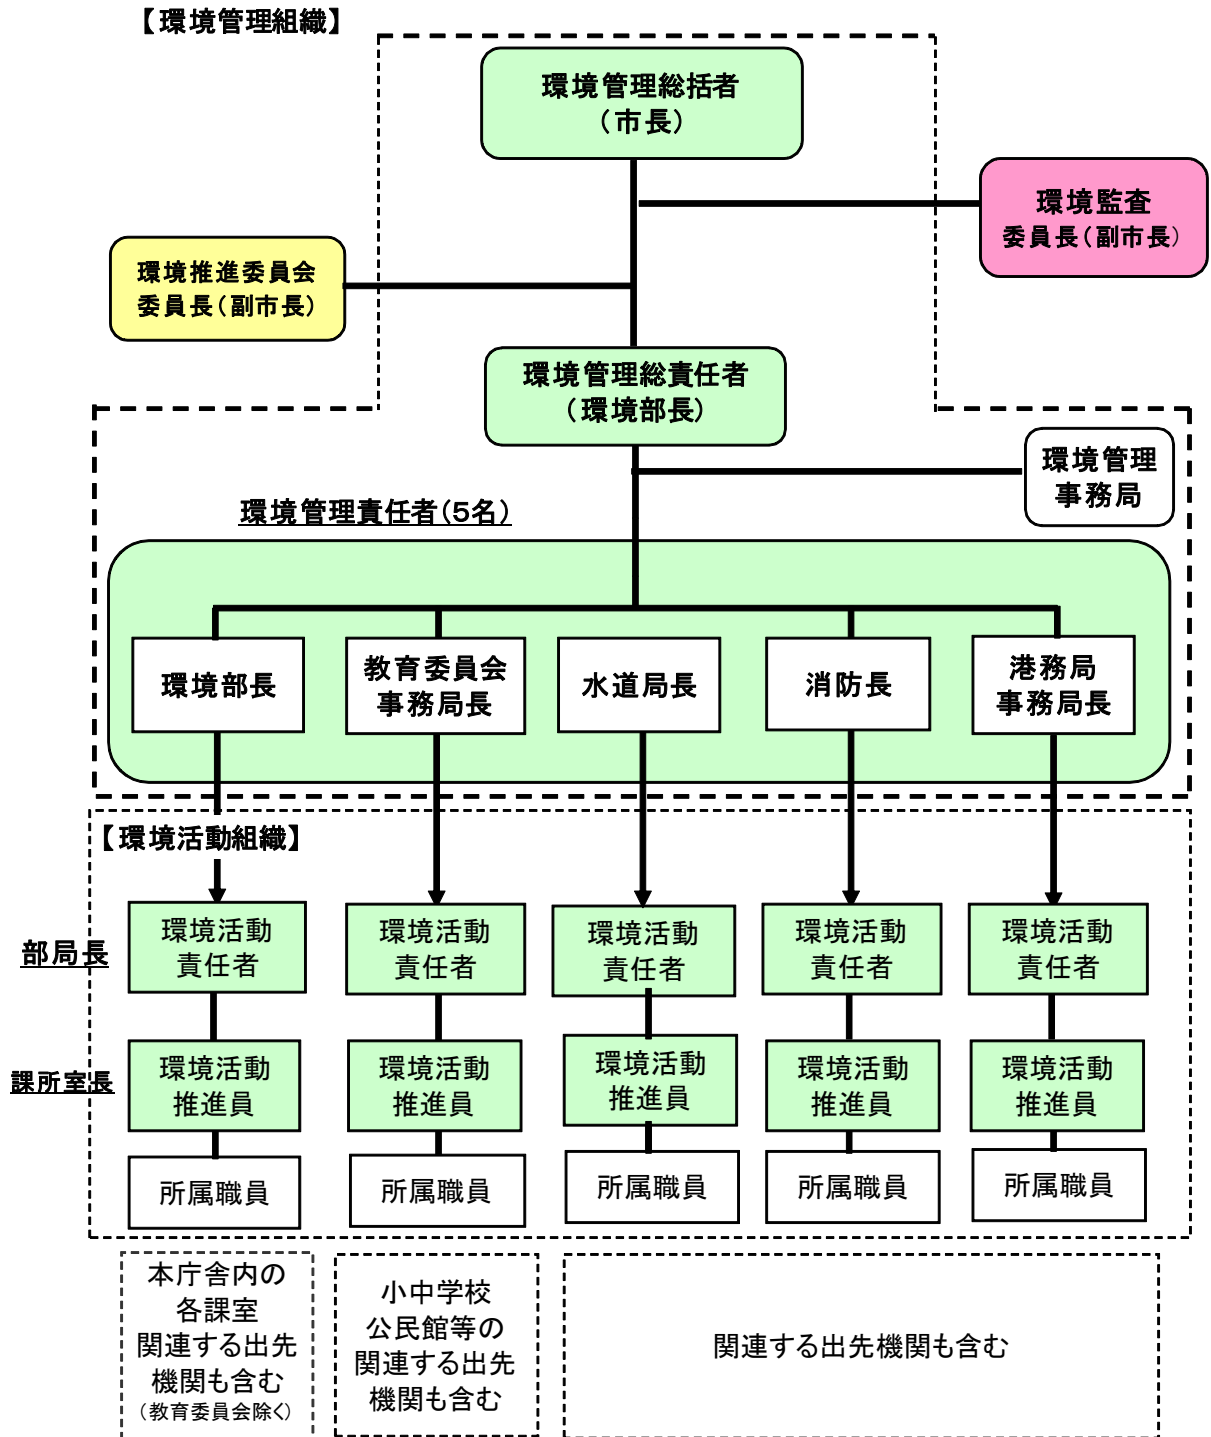 【環境管理組織】
環境管理総括者
（市長）
環境監査
委員長（副市長）
環境推進委員会
委員長（副市長）
環境管理総責任者
（環境部長）
環境管理
事務局
環境管理責任者（５名）
環境部長
教育委員会
事務局長
水道局長
消防長
港務局
事務局長
【環境活動組織】
部局長
環境活動
責任者
環境活動
責任者
環境活動
責任者
環境活動
責任者
環境活動
責任者
課所室長
環境活動
推進員
環境活動
推進員
環境活動
推進員
環境活動
推進員
環境活動
推進員
所属職員
所属職員
所属職員
所属職員
所属職員
本庁舎内の
各課室
関連する出先
機関も含む
（教育委員会除く）
小中学校
公民館等の
関連する出先
機関も含む
関連する出先機関も含む